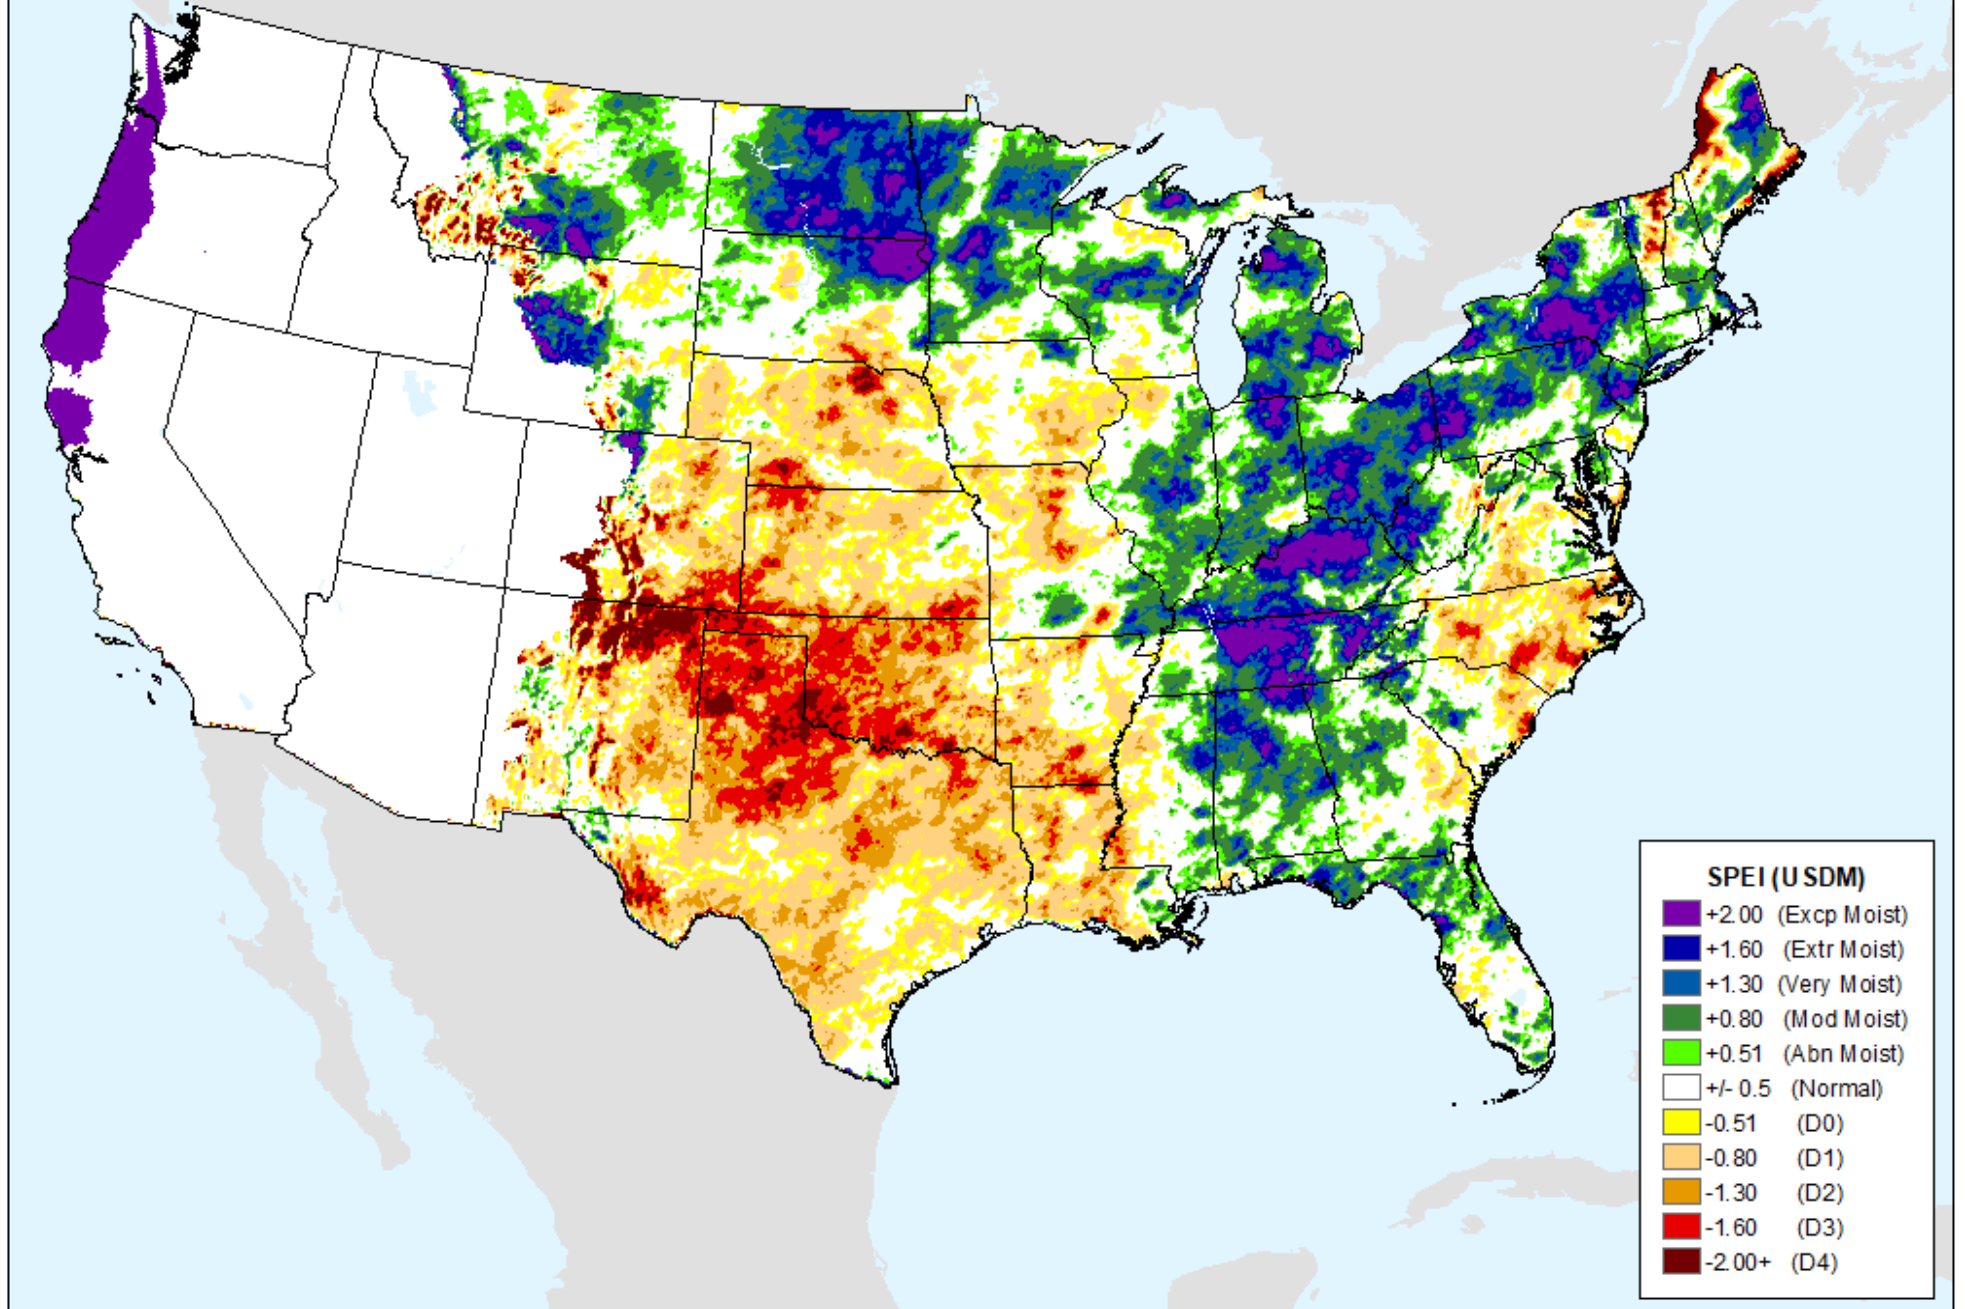 SPEI (USDM)
+2.00 (Excp Moist)
+1.60 (Extr Moist)
+1.30 (Very Moist)
+0.80 (Mod Moist)
+0.51 (Abn Moist)
+/- 0.5 (Normal)
-0.51 (D0)
-0.80 (D1)
-1.30 (D2)
-1.60 (D3)
-2.00+ (D4)